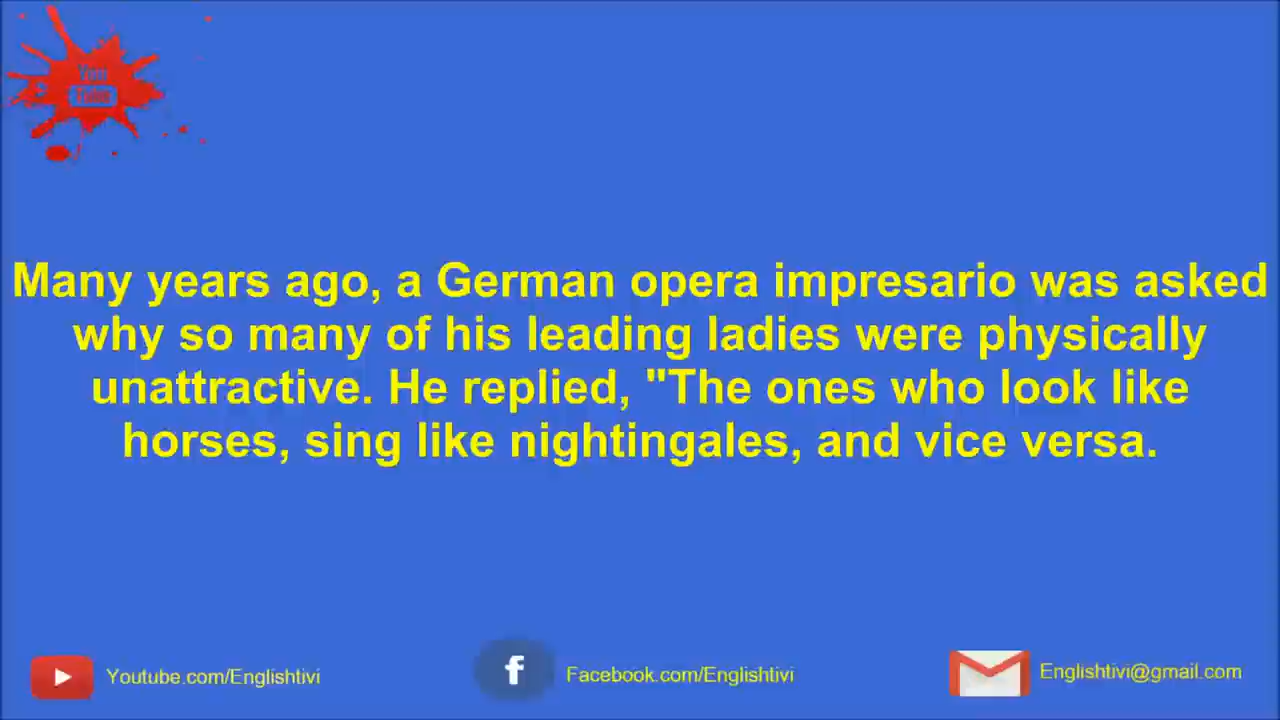 You
Tube
Many years ago, a German opera impresario was asked
why so many of his leading ladies were physically
unattractive. He replied, "The ones who look like
horses, sing like nightingales, and vice versa.
Youtube.com/Englishtivi
f
Facebook.com/Englishtivi
Englishtivi@gmail.com